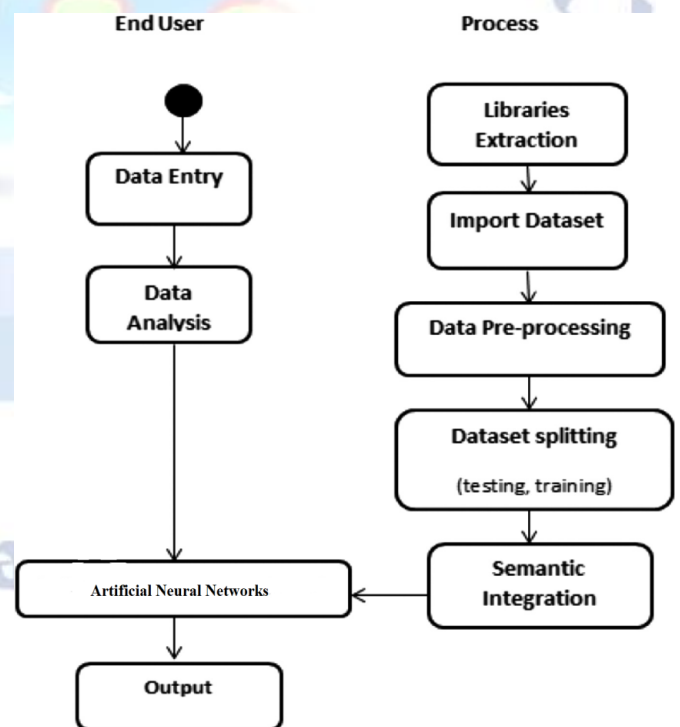 End User
Process
Data Entry
Data
Analysis
Libraries
Extraction
Import Dataset
Data Pre-processing
Dataset splitting
(testing, training)
Semantic
Integration
Artificial Neural Networks
Output